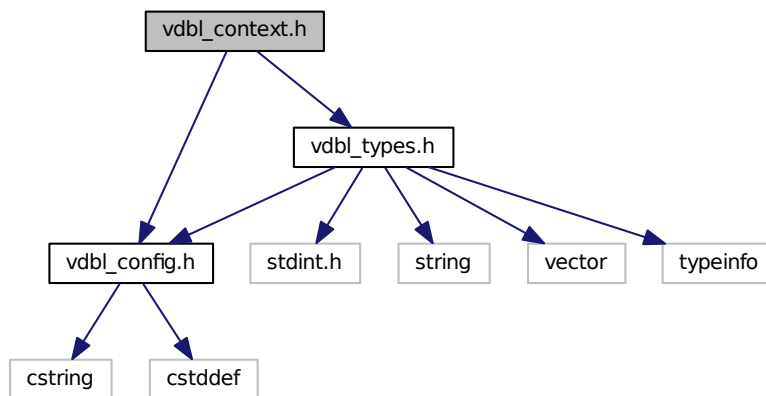 vdbl_context.h
vdbl_types.h
vdbl_config.h
stdint.h
string
vector
typeinfo
cstring
cstddef